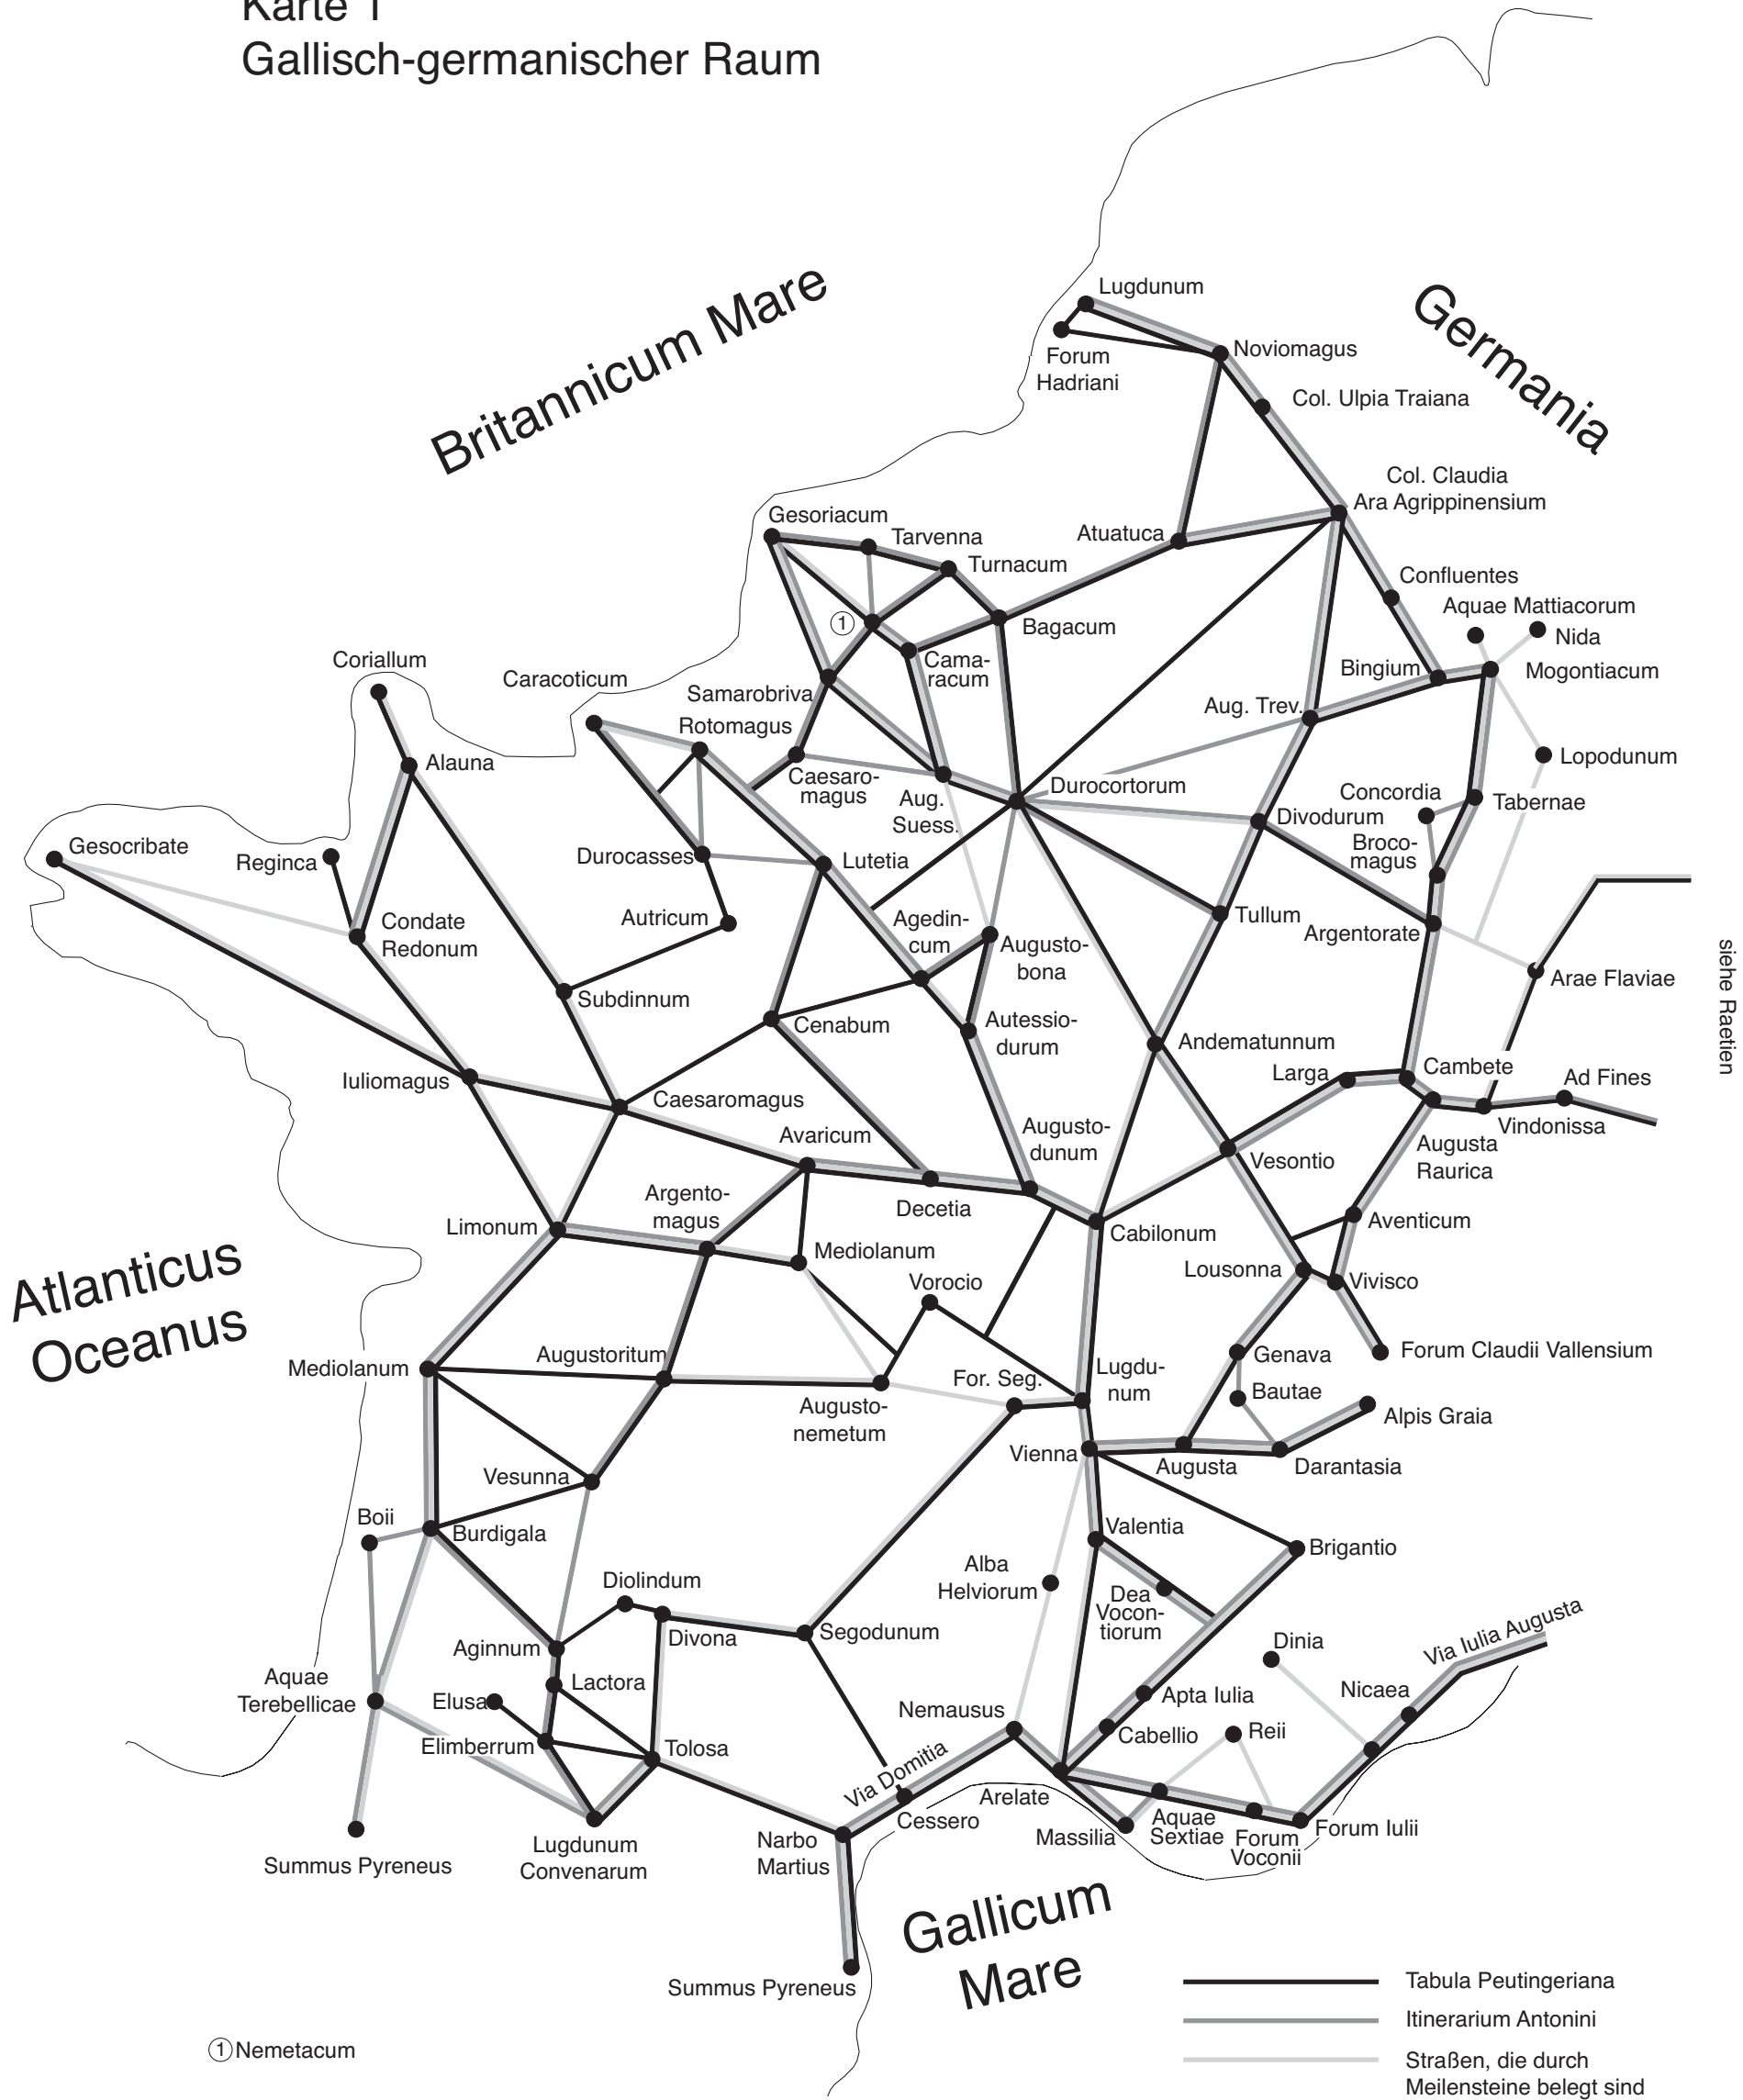 Karte 1
Gallisch-germanischer Raum
Britannicum Mare
Germania
Atlanticus
Oceanus
Gallicum
Mare
siehe Raetien
Lugdunum
Forum
Hadriani
Noviomagus
Col. Ulpia Traiana
Col. Claudia
Ara Agrippinensium
Gesoriacum
Tarvenna
Turnacum
Atuatuca
Confluentes
Aquae Mattiacorum
Nida
1
Bagacum
Cama-
racum
Bingium
Mogontiacum
Coriallum
Caracoticum
Samarobriva
Rotomagus
Aug. Trev.
Alauna
Lopodunum
Caesaro-
magus
Aug.
Suess.
Durocortorum
Concordia
Tabernae
Divodurum
Broco-
magus
Gesocribate
Reginca
Durocasses
Lutetia
Condate
Redonum
Autricum
Agedin-
cum
Augusto-
bona
Tullum
Argentorate
Arae Flaviae
Subdinnum
Cenabum
Autessio-
durum
Andematunnum
Iuliomagus
Caesaromagus
Larga
Cambete
Ad Fines
Vindonissa
Augusta
Raurica
Avaricum
Augusto-
dunum
Vesontio
Argento-
magus
Decetia
Limonum
Cabilonum
Aventicum
Mediolanum
Vorocio
Lousonna
Vivisco
Mediolanum
Augustoritum
For. Seg.
Lugdu-
num
Genava
Forum Claudii Vallensium
Bautae
Augusto-
nemetum
Alpis Graia
Vienna
Augusta
Darantasia
Vesunna
Boii
Burdigala
Valentia
Brigantio
Diolindum
Alba
Helviorum
Dea
Vocon-
tiorum
Aginnum
Divona
Segodunum
Dinia
Via Iulia Augusta
Aquae
Terebellicae
Elusa
Lactora
Nemausus
Apta Iulia
Nicaea
Elimberrum
Tolosa
Cabellio
Reii
Via Domitia
Arelate
Cessero
Massilia
Aquae
Sextiae
Forum
Voconii
Forum Iulii
Summus Pyreneus
Lugdunum
Convenarum
Narbo
Martius
Summus Pyreneus
Tabula Peutingeriana
Itinerarium Antonini
Straßen, die durch
Meilensteine belegt sind
1 Nemetacum